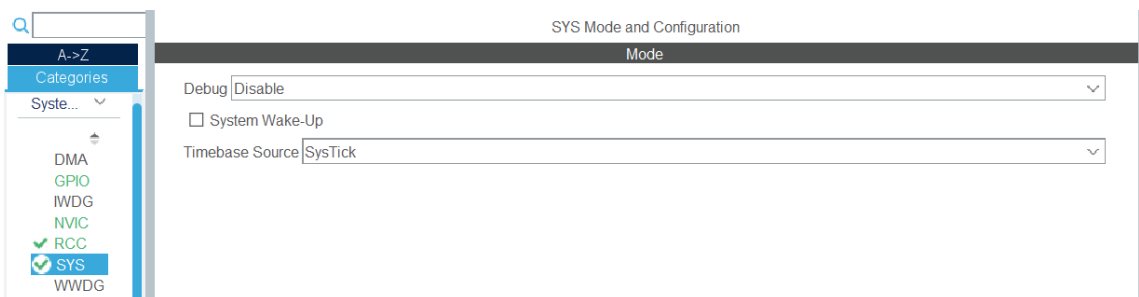 SYS Mode and Configuration
A->Z
Mode
Categories
Debug Disable
Syste...
System Wake-Up
Timebase Source SysTick
DMA
GPIO
IWDG
NVIC
RCC
SYS
WWDG